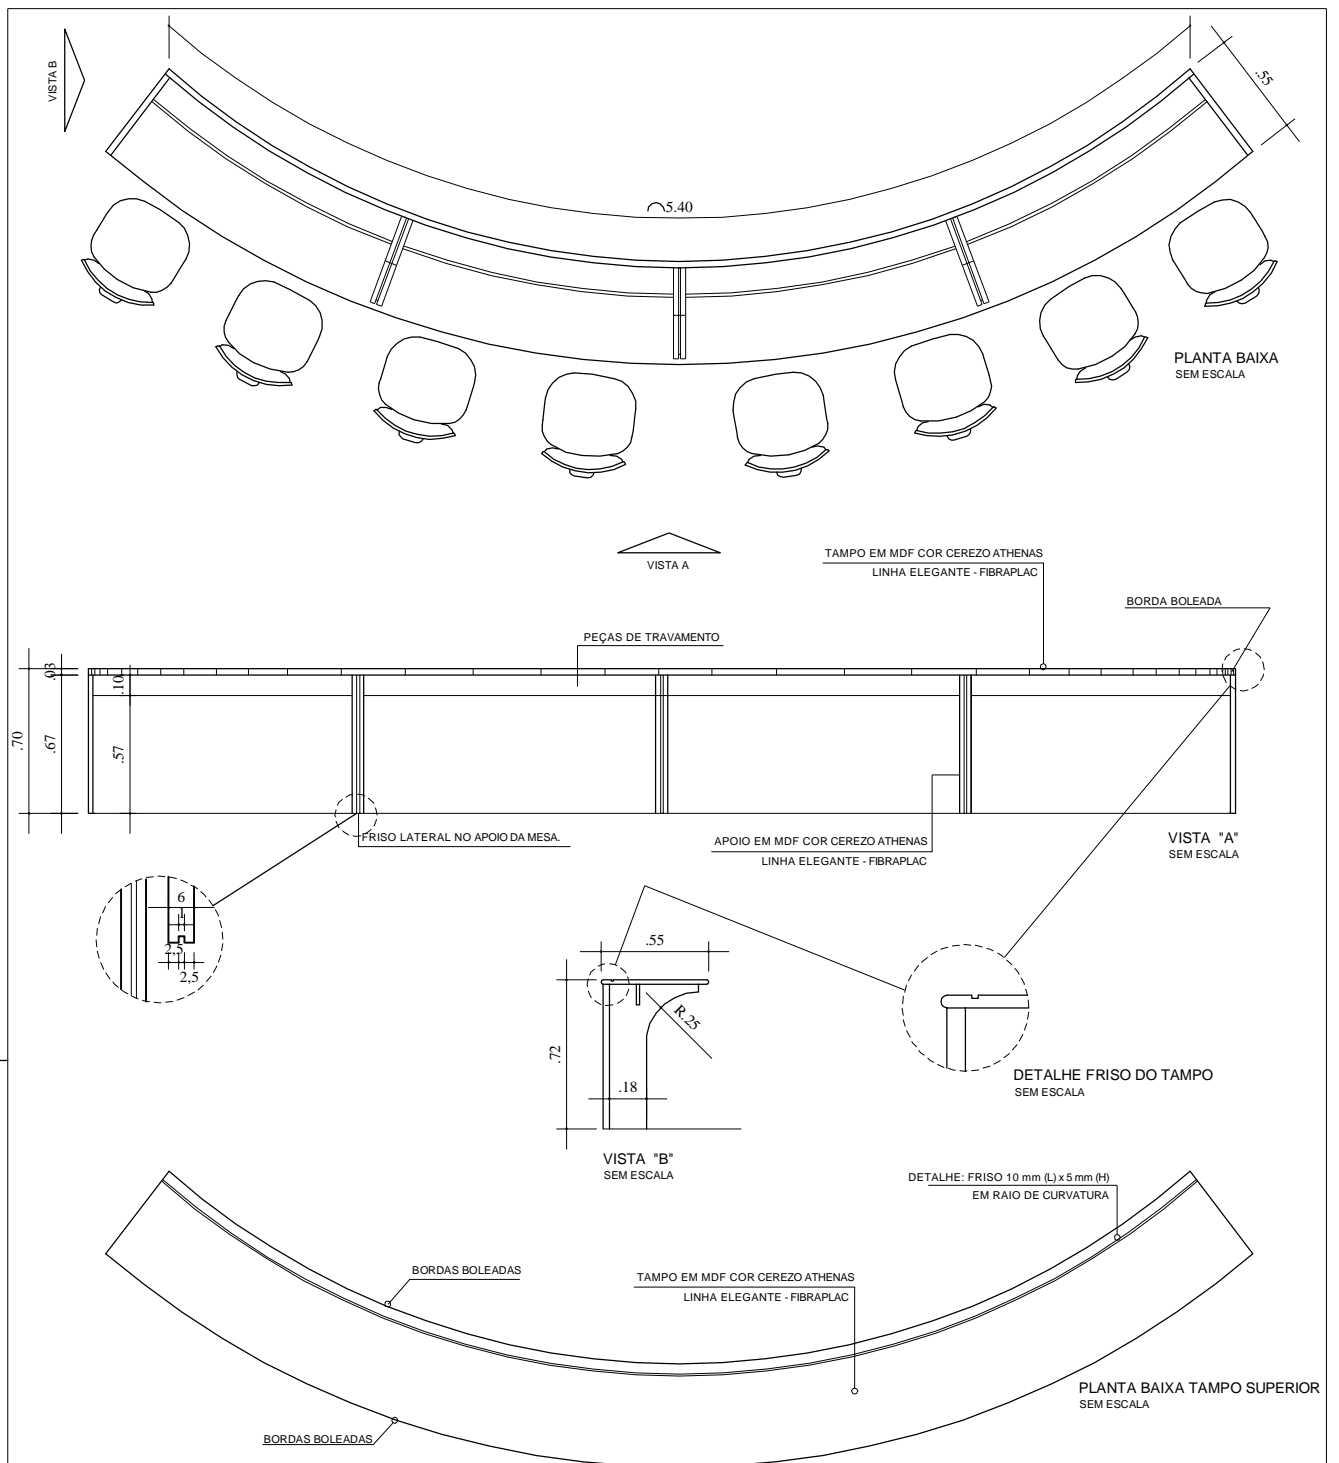 VISTA B
.55
5.40
PLANTA BAIXA
SEM ESCALA
VISTA A
TAMPO EM MDF COR CEREZO ATHENAS
LINHA ELEGANTE - FIBRAPLAC
BORDA BOLEADA
PEÇAS DE TRAVAMENTO
.03
.10
.70
.67
.57
FRISO LATERAL NO APOIO DA MESA.
APOIO EM MDF COR CEREZO ATHENAS
LINHA ELEGANTE - FIBRAPLAC
VISTA "A"
SEM ESCALA
6
1
2,5
2,5
.55
R.25
.72
.18
VISTA "B"
SEM ESCALA
DETALHE FRISO DO TAMPO
SEM ESCALA
DETALHE: FRISO 10 mm (L) x 5 mm (H)
EM RAIO DE CURVATURA
BORDAS BOLEADAS
TAMPO EM MDF COR CEREZO ATHENAS
LINHA ELEGANTE - FIBRAPLAC
PLANTA BAIXA TAMPO SUPERIOR
SEM ESCALA
BORDAS BOLEADAS